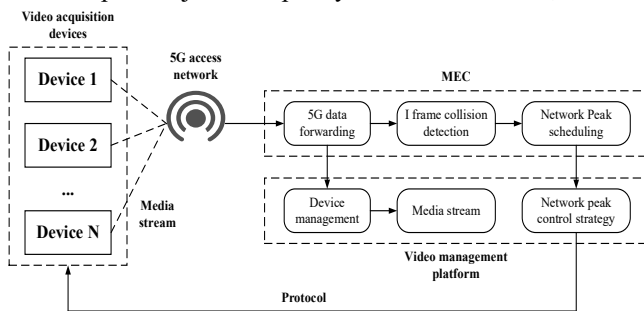 Video acquisition
devices
Device 1
Device 2
...
Device N
5G access
network
Media
stream
MEC
5G data
forwarding
I frame collision
detection
Network Peak
scheduling
Device
management
Media stream
Network peak
control strategy
Video management
platform
Protocol